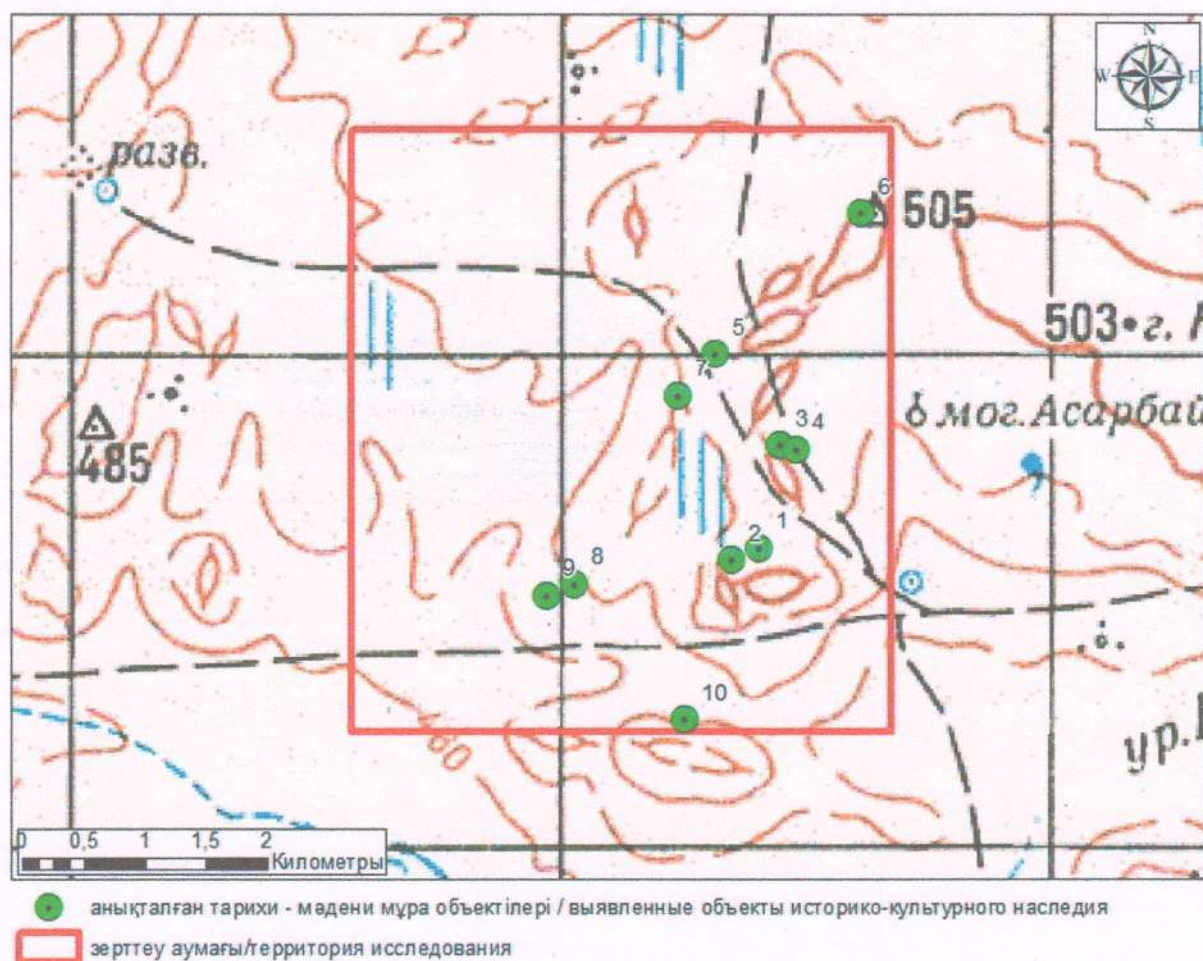 N
W E
S
разв.
6
505
503 г.
5
7
мог. Асарбай
3 4
485
1
2
8
9
10
60
ур.
0 0,5 1 1,5 2
Километры
анықталған тарихи - мәдени мұра объектілері / выявленные объекты историко-культурного наследия
зерттеу аумағы/территория исследования